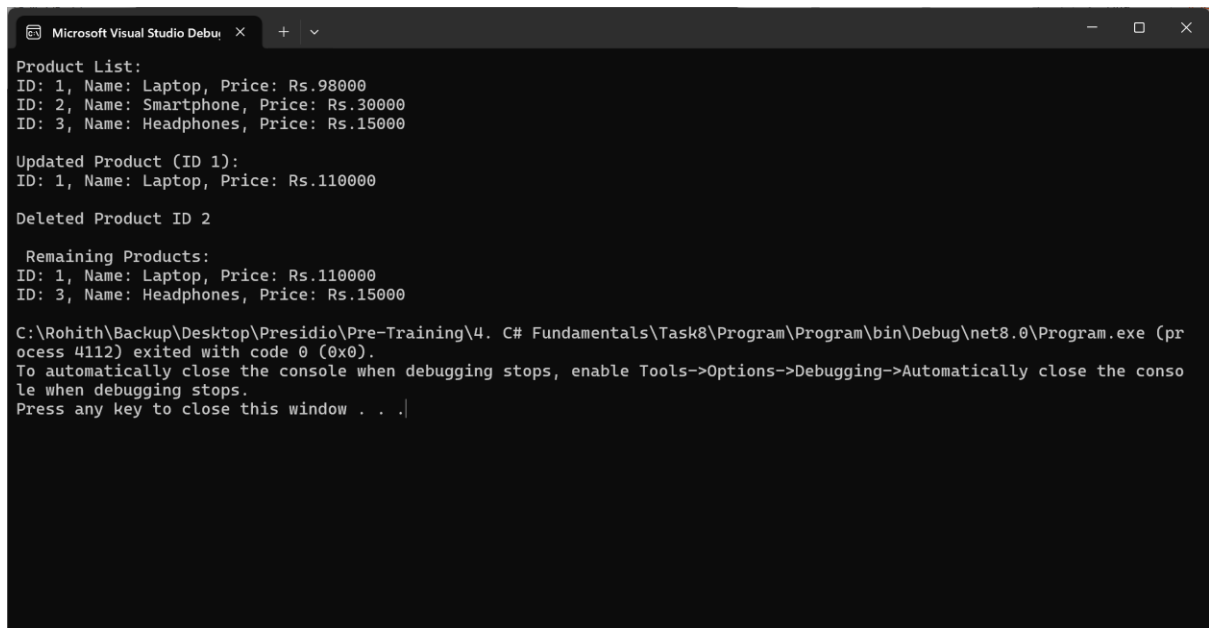 Microsoft Visual Studio Debu
Product List:
ID: 1, Name: Laptop, Price: Rs.98000
ID: 2, Name: Smartphone, Price: Rs.30000
ID: 3, Name: Headphones, Price: Rs.15000
Updated Product (ID 1):
ID: 1, Name: Laptop, Price: Rs.110000
Deleted Product ID 2
Remaining Products:
ID: 1, Name: Laptop, Price: Rs.110000
ID: 3, Name: Headphones, Price: Rs.15000
C:\Rohith\Backup\Desktop\Presidio\Pre-Training\4. C# Fundamentals\Task8\Program\Program\bin\Debug\net8.0\Program.exe (pr
ocess 4112) exited with code 0 (0x0).
To automatically close the console when debugging stops, enable Tools->Options->Debugging->Automatically close the conso
le when debugging stops.
Press any key to close this window . . .